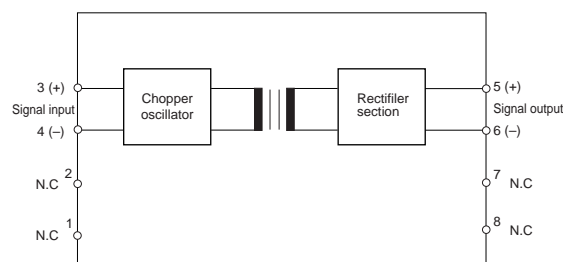 3 (+)
Signal input
4 (–)
2
N.C
1
N.C
Chopper
oscillator
Rectifiler
section
5 (+)
Signal output
6 (–)
7
N.C
8
N.C